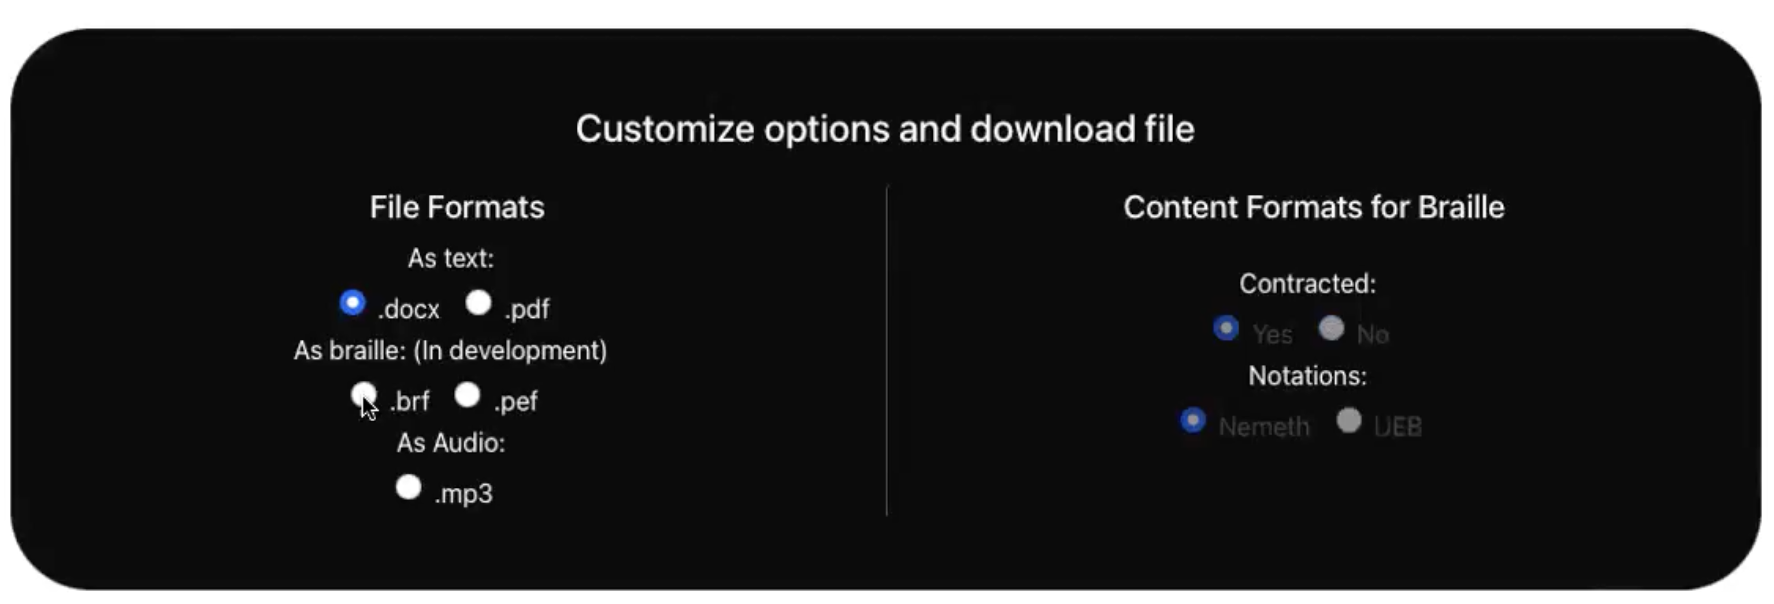 Customize options and download file
File Formats
As text:
.docx .pdf
As braille: (In development)
.brf .pef
As Audio:
.mp3
Content Formats for Braille
Contracted:
Yes No
Notations:
Nemeth UEB